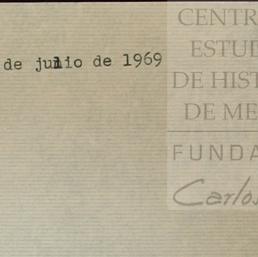 de julio de 1969
CENTR
ESTUD
DE HIST
DE ME
FUNDA
Carlos